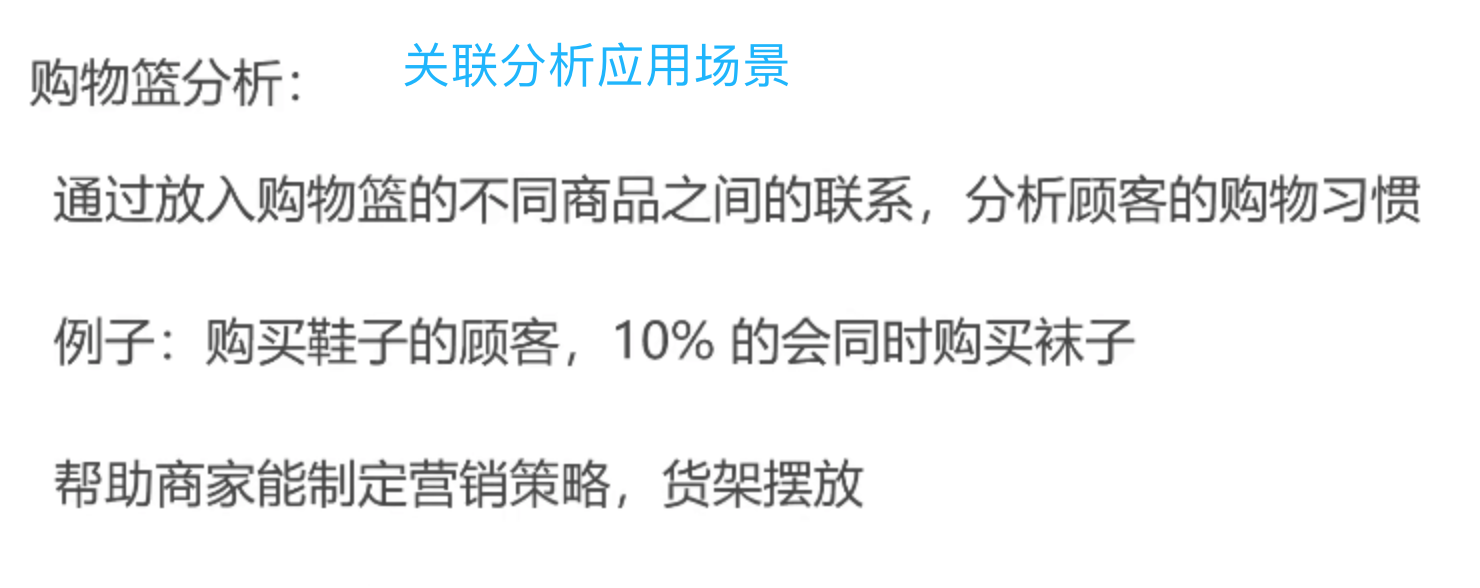 关联分析应用场景
购物篮分析：
通过放入购物篮的不同商品之间的联系，分析顾客的购物习惯
例子：购买鞋子的顾客，10% 的会同时购买袜子
帮助商家能制定营销策略，货架摆放